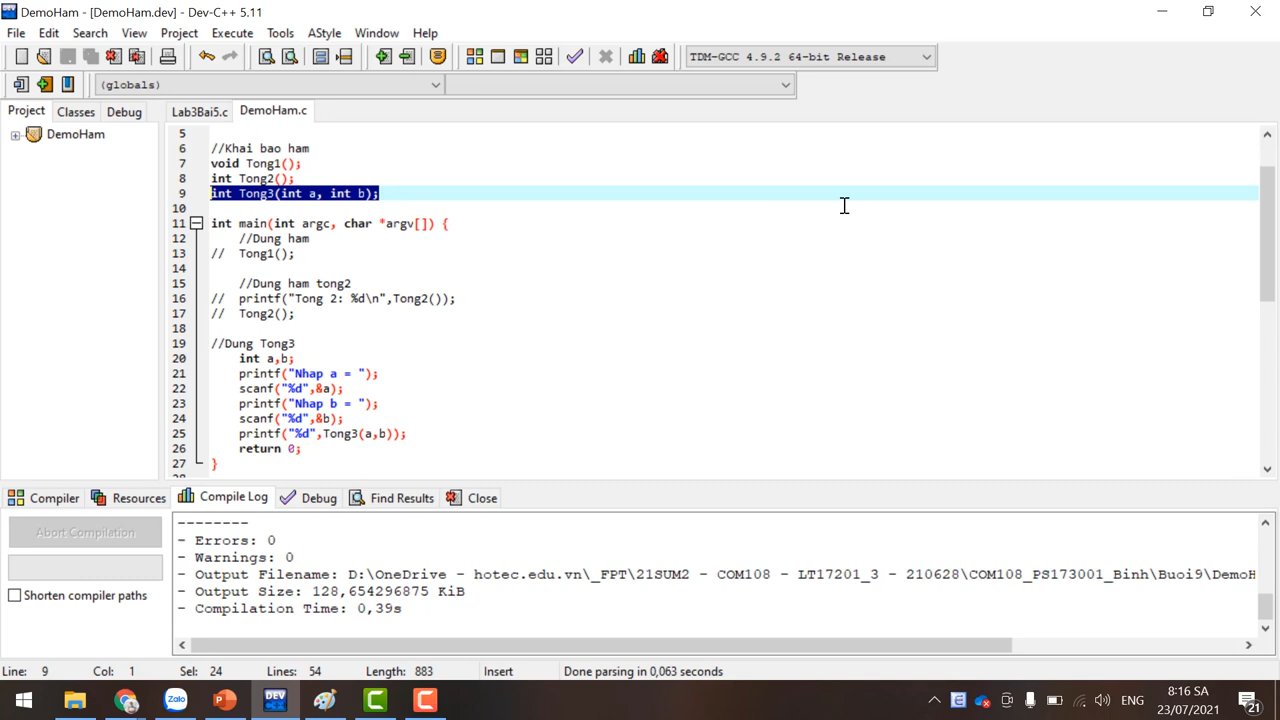 DemoHam - [DemoHam.dev] - Dev-C++ 5.11
File Edit Search View Project Execute Tools AStyle Window Help
TDM-GCC 4.9.2 64-bit Release
(globals)
Project Classes Debug Lab3Bai5.c DemoHam.c
DemoHam
5
6 //Khai bao ham
7 void Tong1();
8 int Tong2();
9 int Tong3(int a, int b);
10
11 int main(int argc, char *argv[]) {
12 //Dung ham
13 // Tong1();
14
15 //Dung ham tong2
16 // printf("Tong 2: %d\n",Tong2());
17 // Tong2();
18
19 //Dung Tong3
20 int a,b;
21 printf("Nhap a = ");
22 scanf("%d",&a);
23 printf("Nhap b = ");
24 scanf("%d",&b);
25 printf("%d",Tong3(a,b));
26 return 0;
27 }
Compiler Resources Compile Log Debug Find Results Close
Abort Compilation
Shorten compiler paths
--------
- Errors: 0
- Warnings: 0
- Output Filename: D:\OneDrive - hotec.edu.vn\_FPT\21SUM2 - COM108 - LT17201_3 - 210628\COM108_PS173001_Binh\Buoi9\DemoH
- Output Size: 128,654296875 KiB
- Compilation Time: 0,39s
Line: 9 Col: 1 Sel: 24 Lines: 54 Length: 883 Insert Done parsing in 0,063 seconds
Zalo DEV ENG
8:16 SA
23/07/2021
21